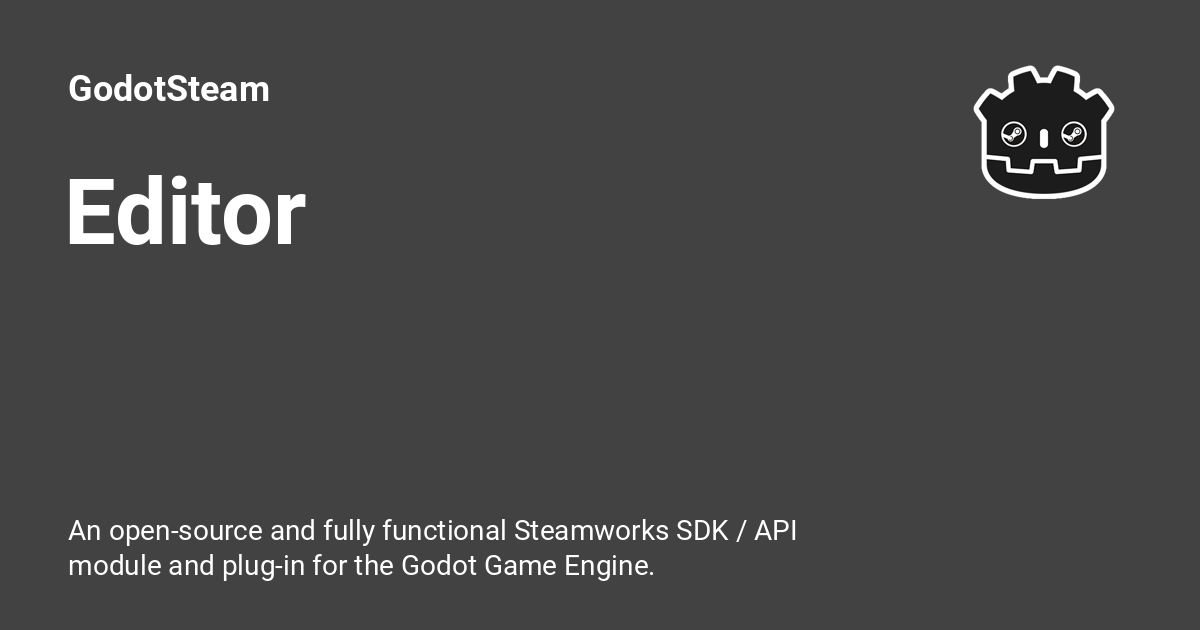 GodotSteam
Editor
An open-source and fully functional Steamworks SDK / API
module and plug-in for the Godot Game Engine.